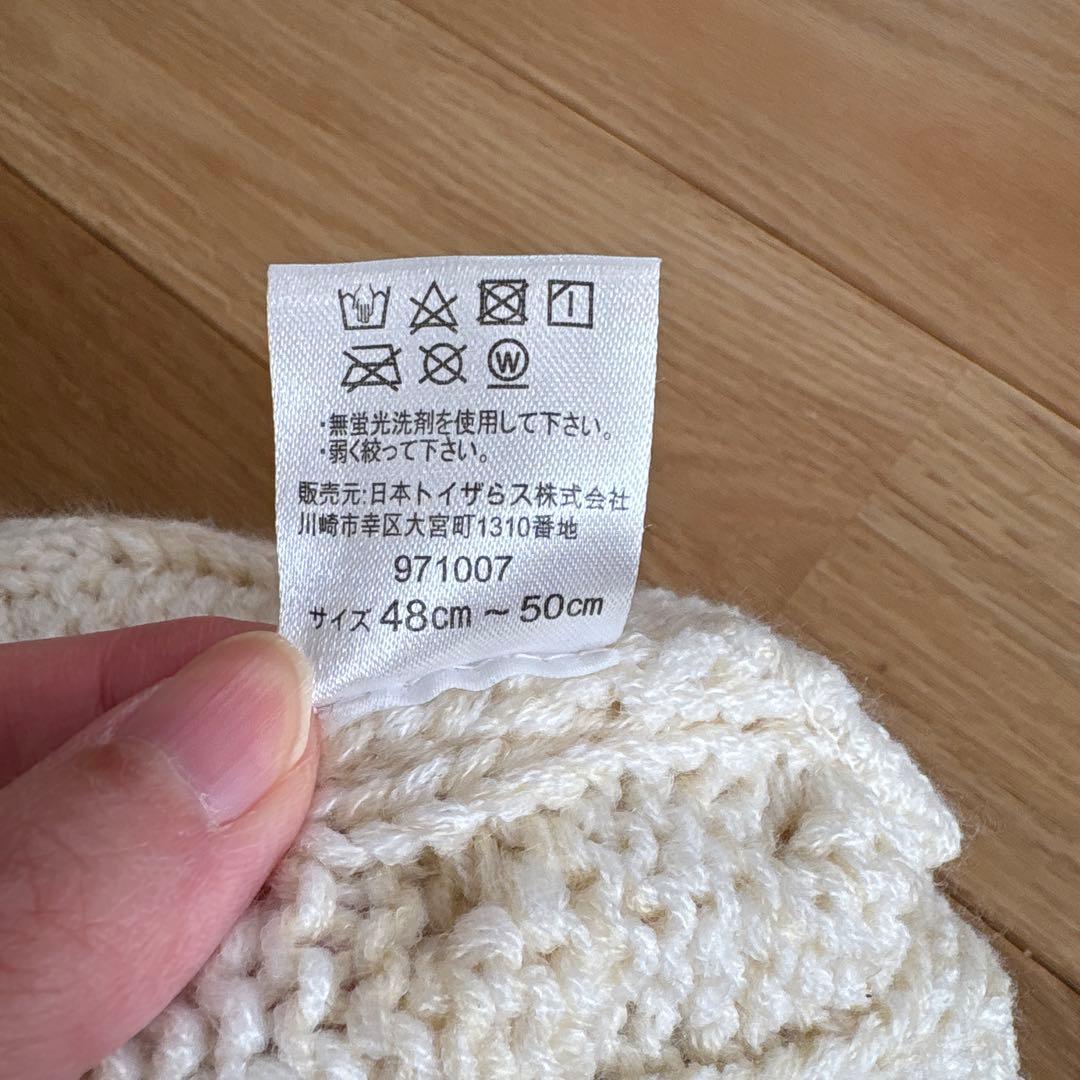 W
・無蛍光洗剤を使用して下さい。
・弱く絞って下さい。
販売元:日本トイザらス株式会社
川崎市幸区大宮町1310番地
971007
サイズ 48cm ~ 50cm